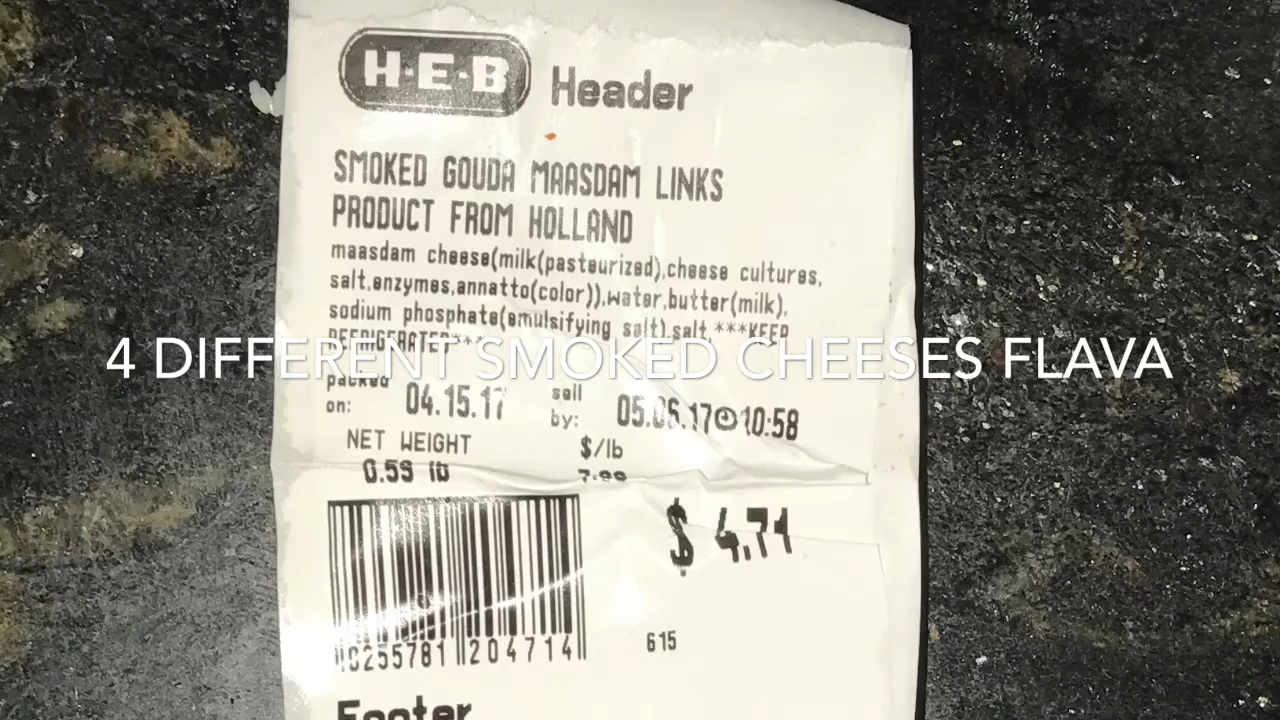 H-E-B Header
SMOKED GOUDA MAASDAM LINKS
PRODUCT FROM HOLLAND
maasdam cheese(milk(pasteurized),cheese cultures,
salt,enzymes,annatto(color)),water,butter(milk),
sodium phosphate(emulsifying salt),salt ***KEEP
REFRIGERATED***
4 DIFFERENT SMOKED CHEESES FLAVA
packed on: 04.15.17 sell by: 05.06.17 10:58
NET WEIGHT $/lb
0.59 lb 7.99
$ 4.71
255781 204714 615
Footer